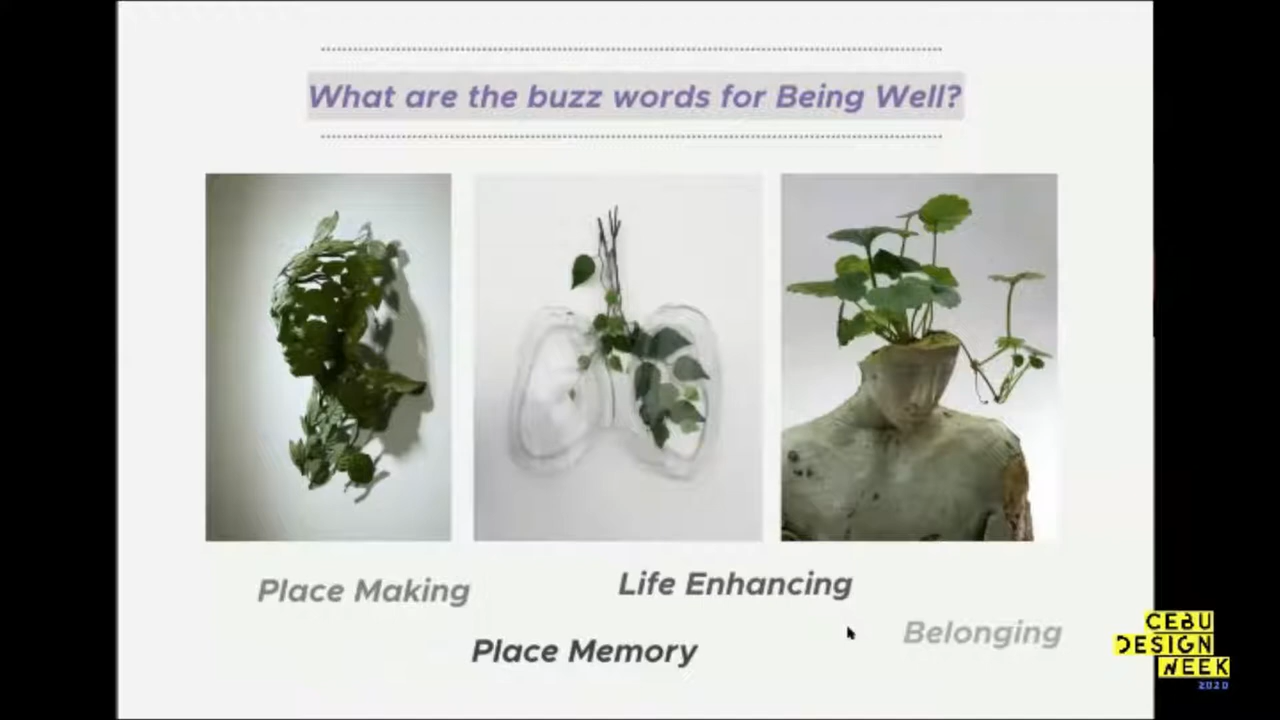 What are the buzz words for Being Well?
Place Making
Life Enhancing
Place Memory
Belonging
CEBU
DESIGN
WEEK
2020